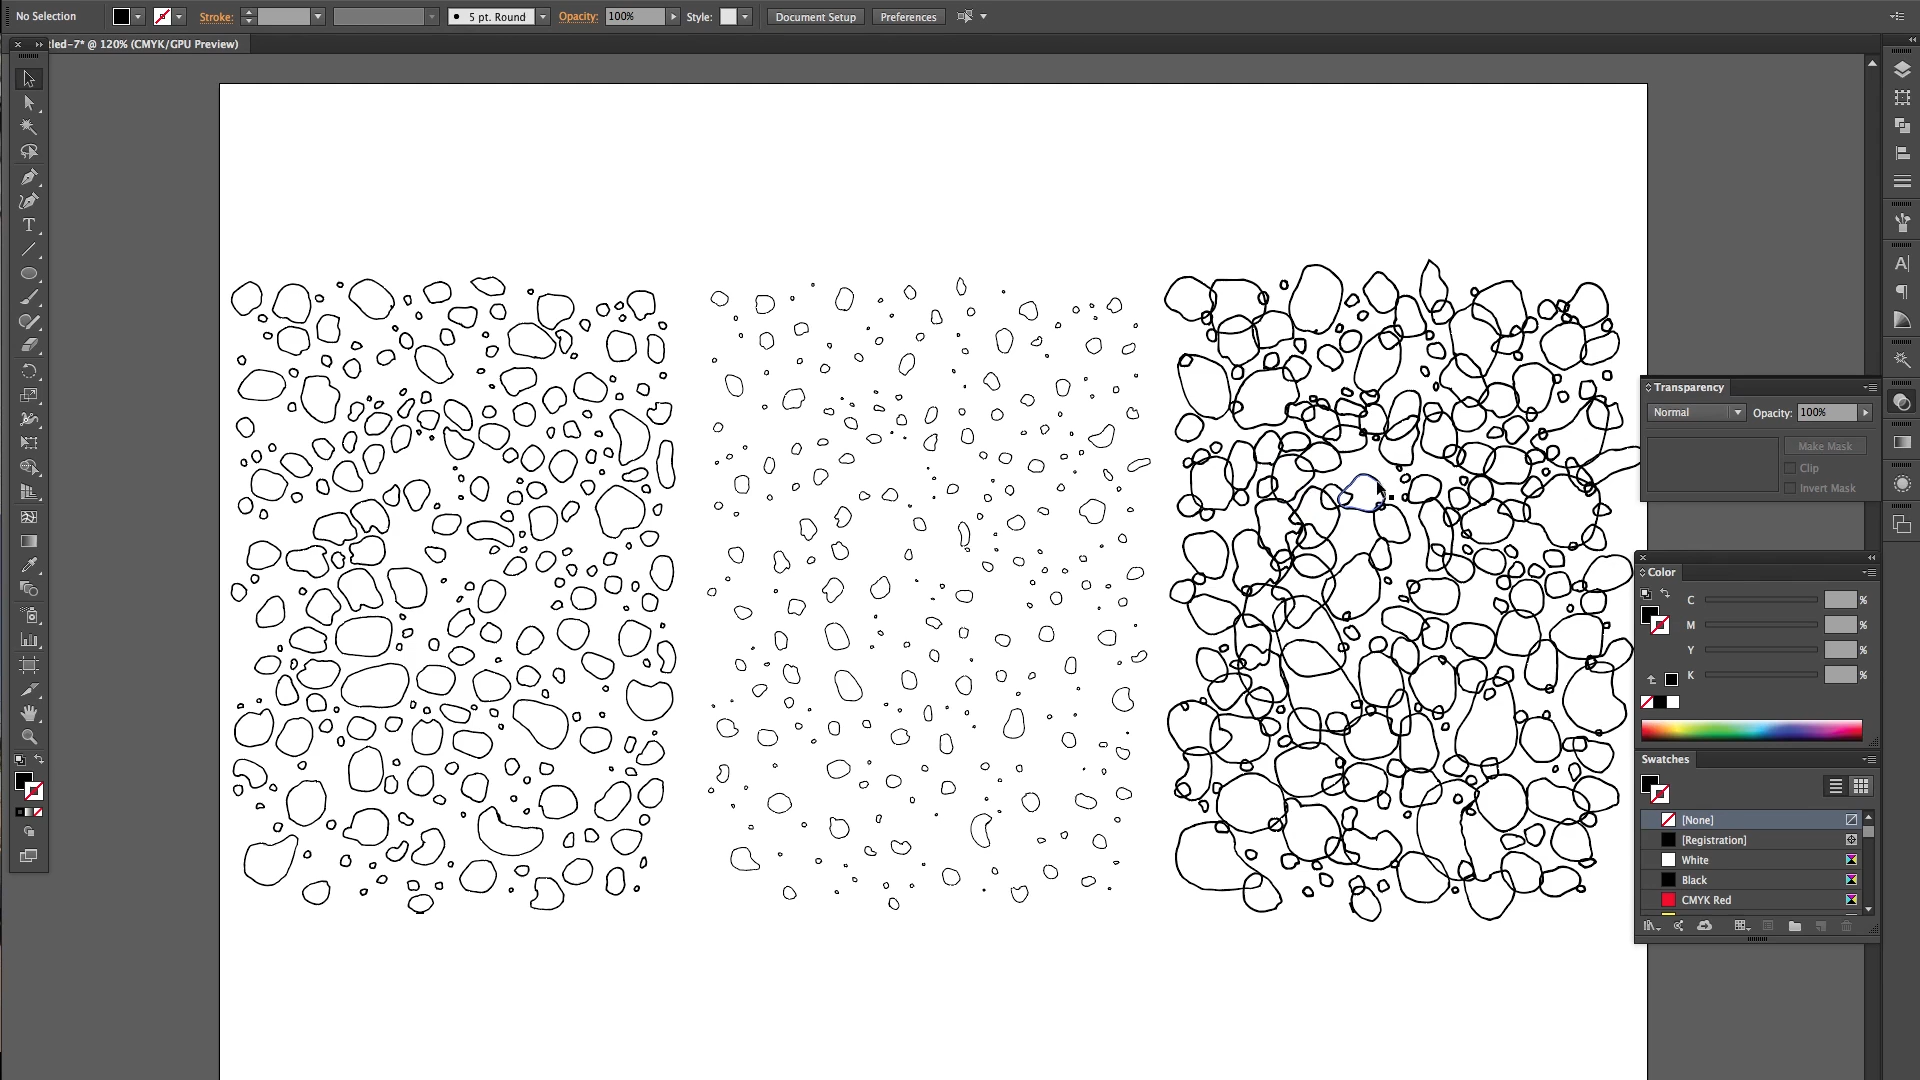 No Selection Stroke: 5 pt. Round Opacity: 100% Style: Document Setup Preferences
tled-7* @ 120% (CMYK/GPU Preview)
Transparency
Normal Opacity: 100%
Make Mask
Clip
Invert Mask
Color
C %
M %
Y %
K %
Swatches
[None]
[Registration]
White
Black
CMYK Red